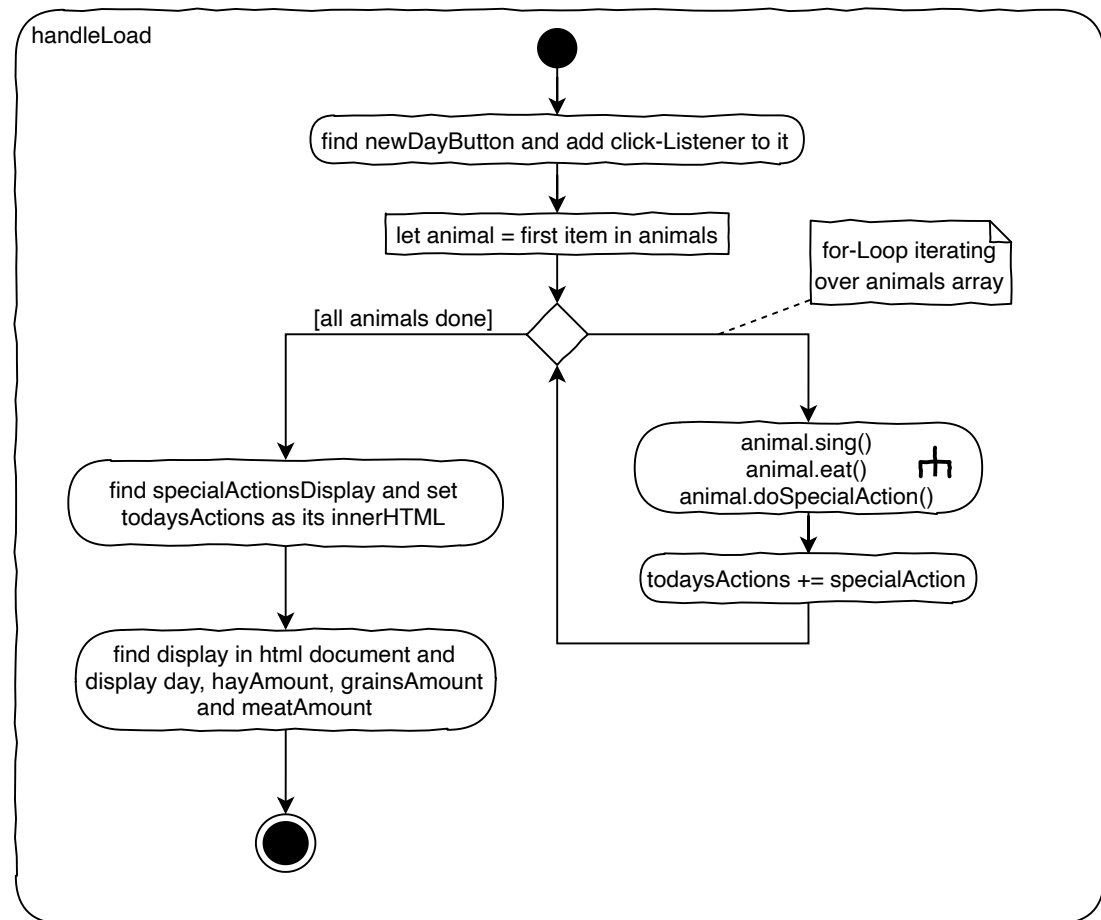 handleLoad
find newDayButton and add click-Listener to it
let animal = first item in animals
for-Loop iterating
over animals array
[all animals done]
animal.sing()
animal.eat()
animal.doSpecialAction()
todaysActions += specialAction
find specialActionsDisplay and set
todaysActions as its innerHTML
find display in html document and
display day, hayAmount, grainsAmount
and meatAmount